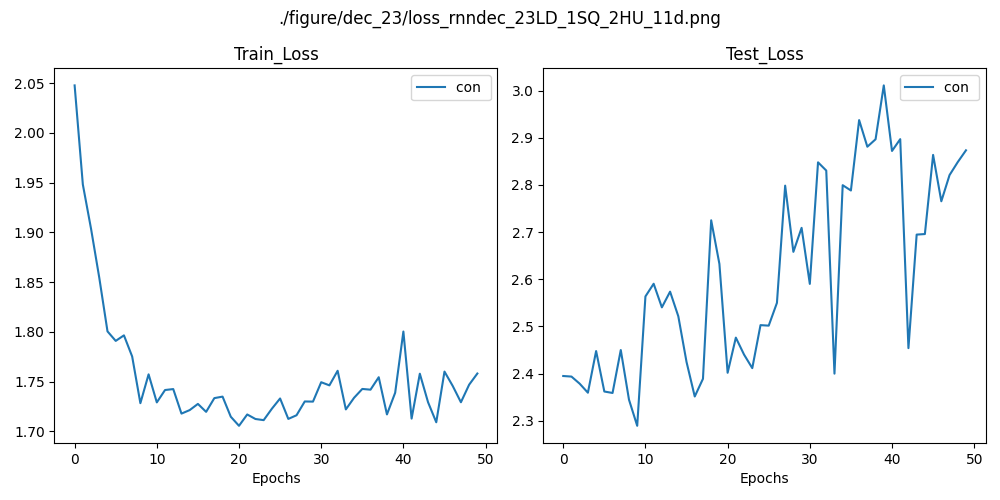 ./figure/dec_23/loss_rnndec_23LD_1SQ_2HU_11d.png
Train_Loss
con
2.05
2.00
1.95
1.90
1.85
1.80
1.75
1.70
0 10 20 30 40 50
Epochs
Test_Loss
con
3.0
2.9
2.8
2.7
2.6
2.5
2.4
2.3
0 10 20 30 40 50
Epochs